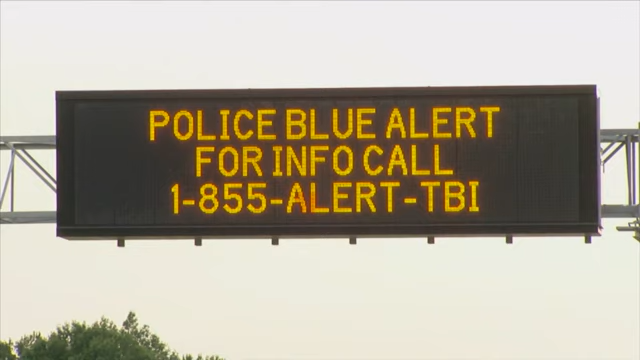 POLICE BLUE ALERT
FOR INFO CALL
1-855-ALERT-TBI